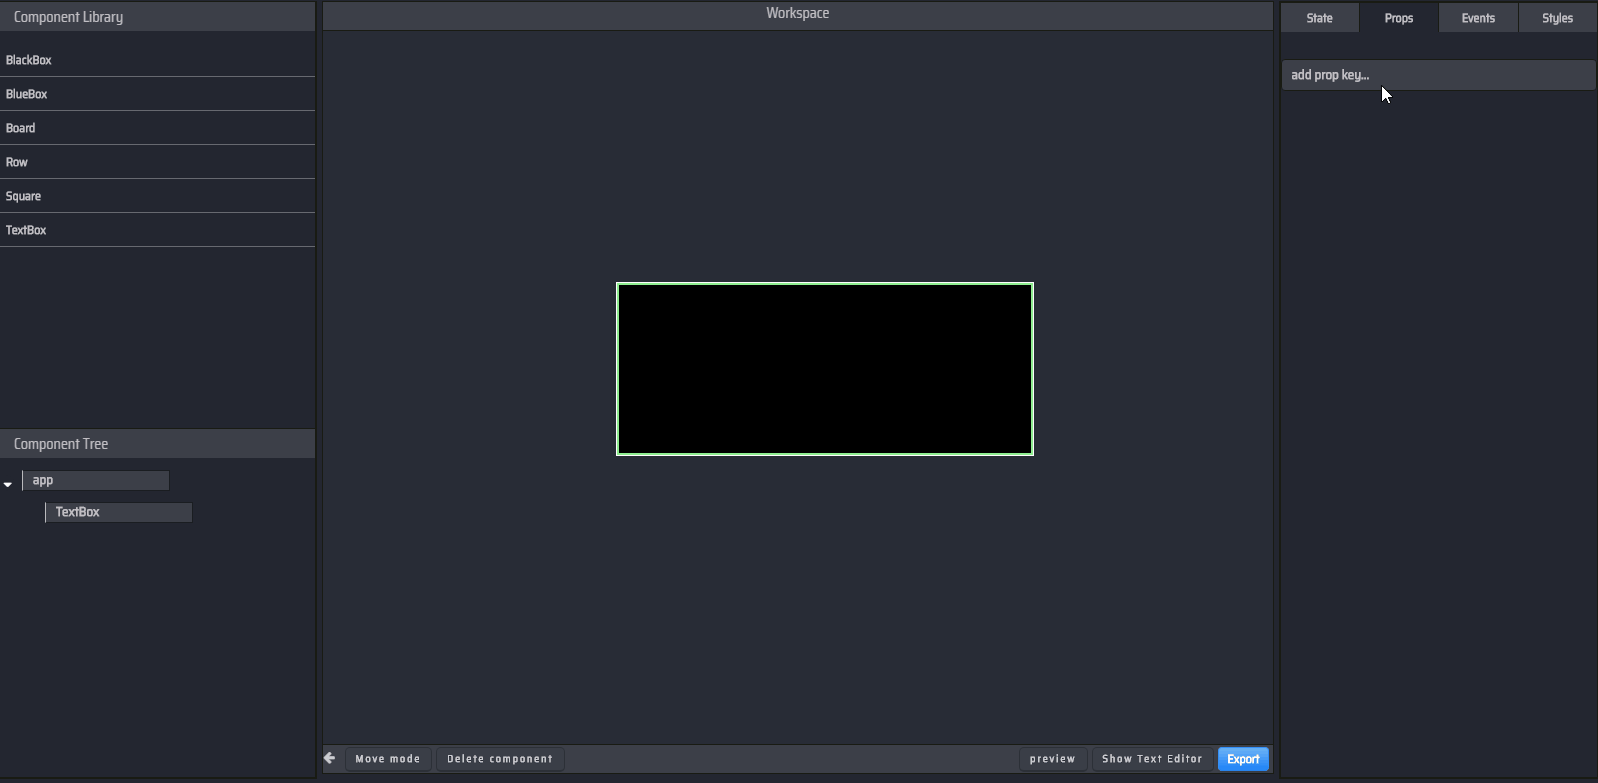 Component Library
BlackBox
BlueBox
Board
Row
Square
TextBox
Component Tree
app
TextBox
Workspace
Move mode
Delete component
preview
Show Text Editor
Export
State
Props
Events
Styles
add prop key...